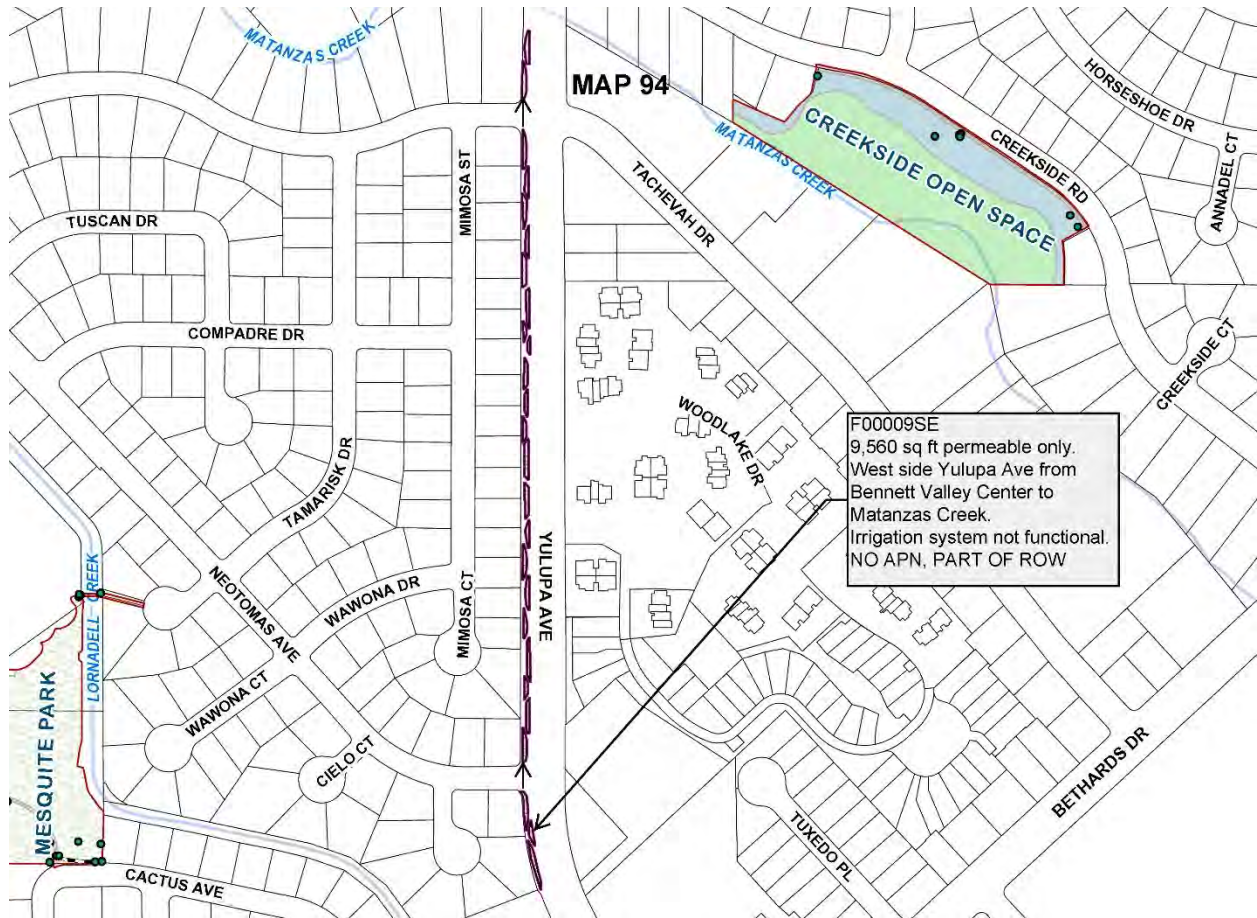 MATANZAS CREEK
MAP 94
HORSESHOE DR
CREEKSIDE OPEN SPACE
CREEKSIDE RD
ANNADEL CT
MATANZAS CREEK
MIMOSA ST
TACHEVAH DR
TUSCAN DR
COMPADRE DR
CREEKSIDE CT
WOODLAKE DR
F00009SE
9,560 sq ft permeable only.
West side Yulupa Ave from
Bennett Valley Center to
Matanzas Creek.
Irrigation system not functional.
NO APN, PART OF ROW
TAMARISK DR
YULUPA AVE
NEOTOMAS AVE
WAWONA DR
MIMOSA CT
LORNADELL CREEK
WAWONA CT
CIELO CT
MESQUITE PARK
BETHARDS DR
TUXEDO PL
CACTUS AVE